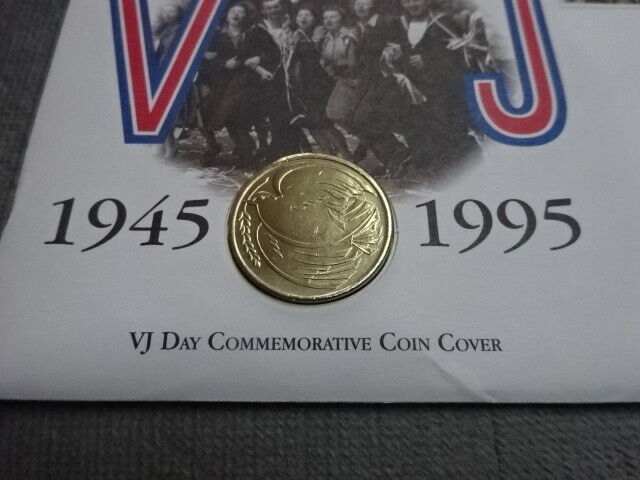 VJ
1945 1995
VJ DAY COMMEMORATIVE COIN COVER